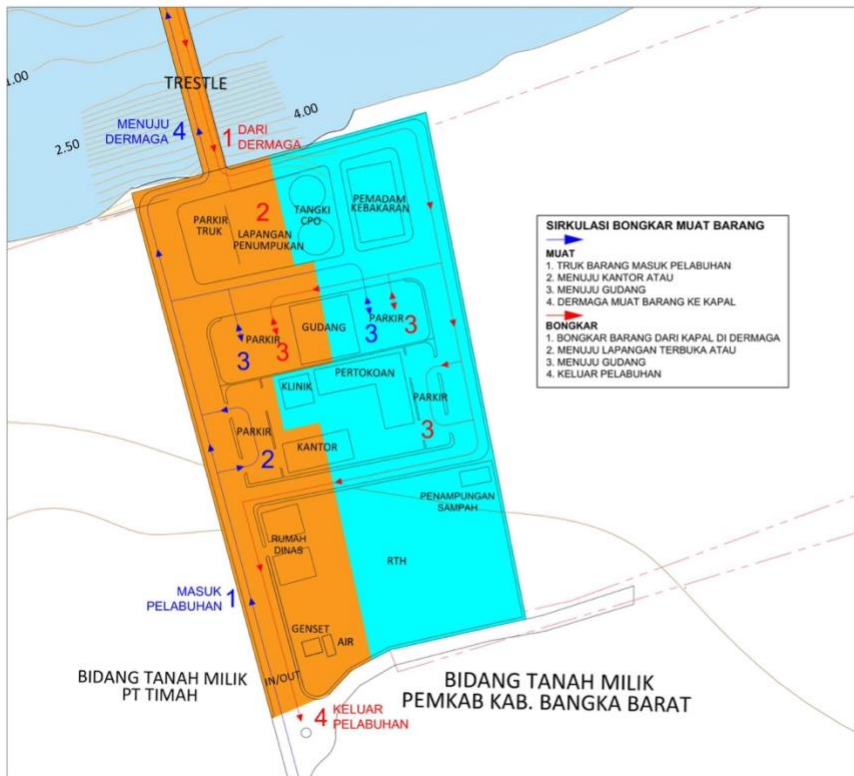 1.00
TRESTLE
2.50
4.00
MENUJU
DERMAGA
4
1
DARI
DERMAGA
PARKIR
TRUK
2
LAPANGAN
PENUMPUKAN
TANGKI
CPO
PEMADAM
KEBAKARAN
SIRKULASI BONGKAR MUAT BARANG
MUAT
1. TRUK BARANG MASUK PELABUHAN
2. MENUJU KANTOR ATAU
3. MENUJU GUDANG
4. DERMAGA MUAT BARANG KE KAPAL
BONGKAR
1. BONGKAR BARANG DARI KAPAL DI DERMAGA
2. MENUJU LAPANGAN TERBUKA ATAU
3. MENUJU GUDANG
4. KELUAR PELABUHAN
PARKIR
3
3
GUDANG
PARKIR
3
3
KLINIK
PERTOKOAN
PARKIR
3
PARKIR
2
KANTOR
PENAMPUNGAN
SAMPAH
RUMAH
DINAS
RTH
MASUK
PELABUHAN
1
GENSET
AIR
IN/OUT
BIDANG TANAH MILIK
PT TIMAH
BIDANG TANAH MILIK
PEMKAB KAB. BANGKA BARAT
4
KELUAR
PELABUHAN